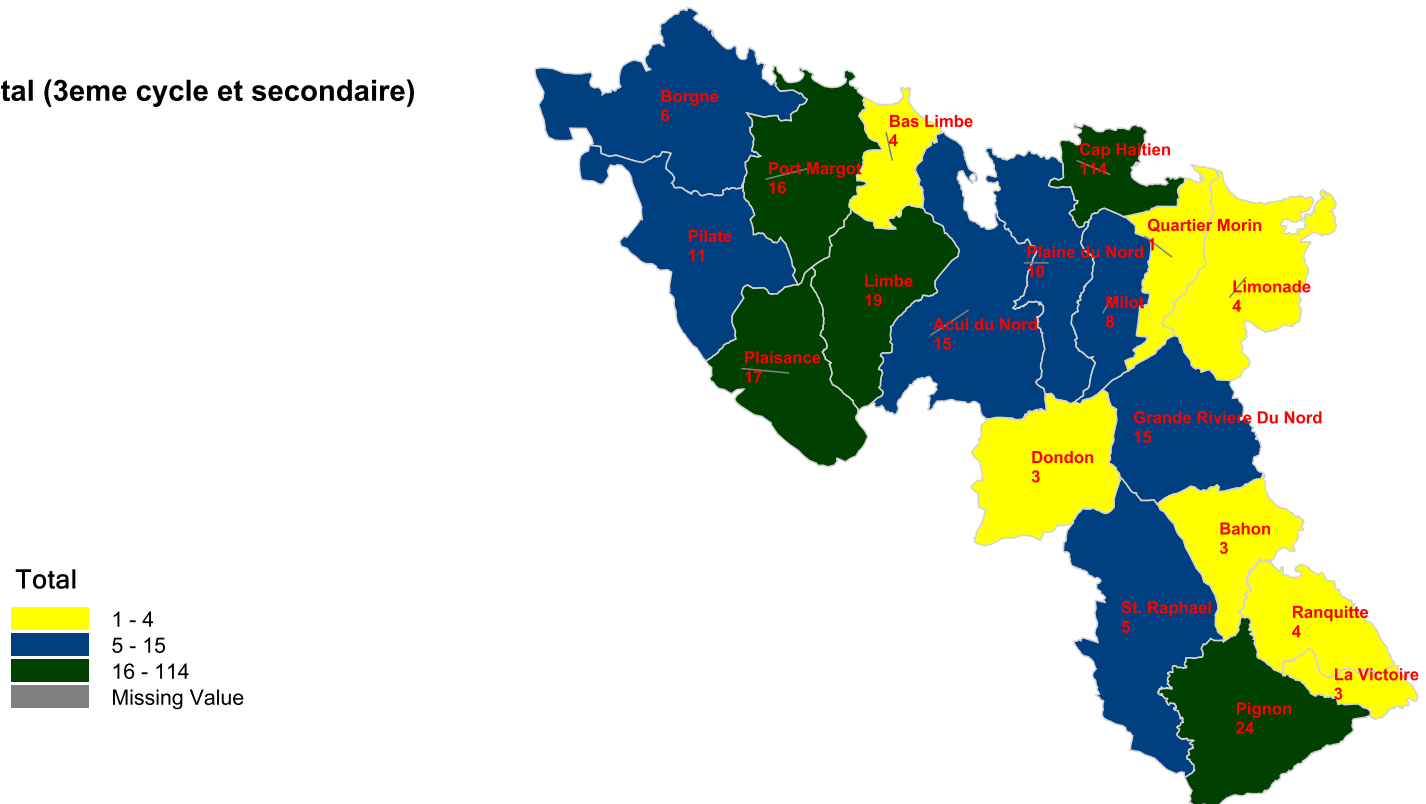 tal (3eme cycle et secondaire)
Borgne
6
Bas Limbe
4
Port Margot
16
Cap Haitien
114
Quartier Morin
1
Pilate
11
Plaine du Nord
10
Limbe
19
Limonade
4
Milot
8
Acul du Nord
15
Plaisance
17
Grande Riviere Du Nord
15
Dondon
3
Bahon
3
St. Raphael
5
Ranquitte
4
La Victoire
3
Pignon
24
Total
1 - 4
5 - 15
16 - 114
Missing Value